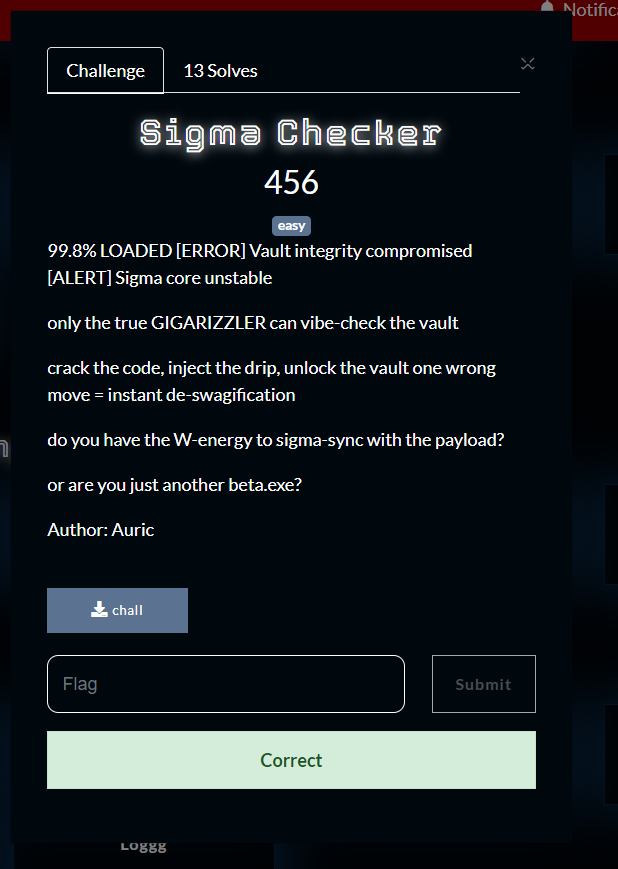 Notific
Challenge
13 Solves
Sigma Checker
456
easy
99.8% LOADED [ERROR] Vault integrity compromised
[ALERT] Sigma core unstable
only the true GIGARIZZLER can vibe-check the vault
crack the code, inject the drip, unlock the vault one wrong
move = instant de-swagification
do you have the W-energy to sigma-sync with the payload?
or are you just another beta.exe?
Author: Auric
chall
Flag
Submit
Correct
Loggg